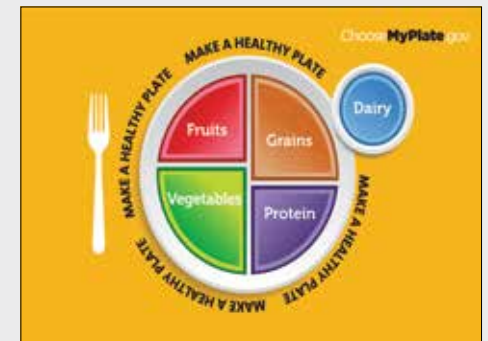 ChooseMyPlate.gov
MAKE A HEALTHY PLATE
MAKE A HEALTHY PLATE
MAKE A HEALTHY PLATE
MAKE A HEALTHY PLATE
MAKE A HEALTHY PLATE
Dairy
Fruits
Grains
Vegetables
Protein